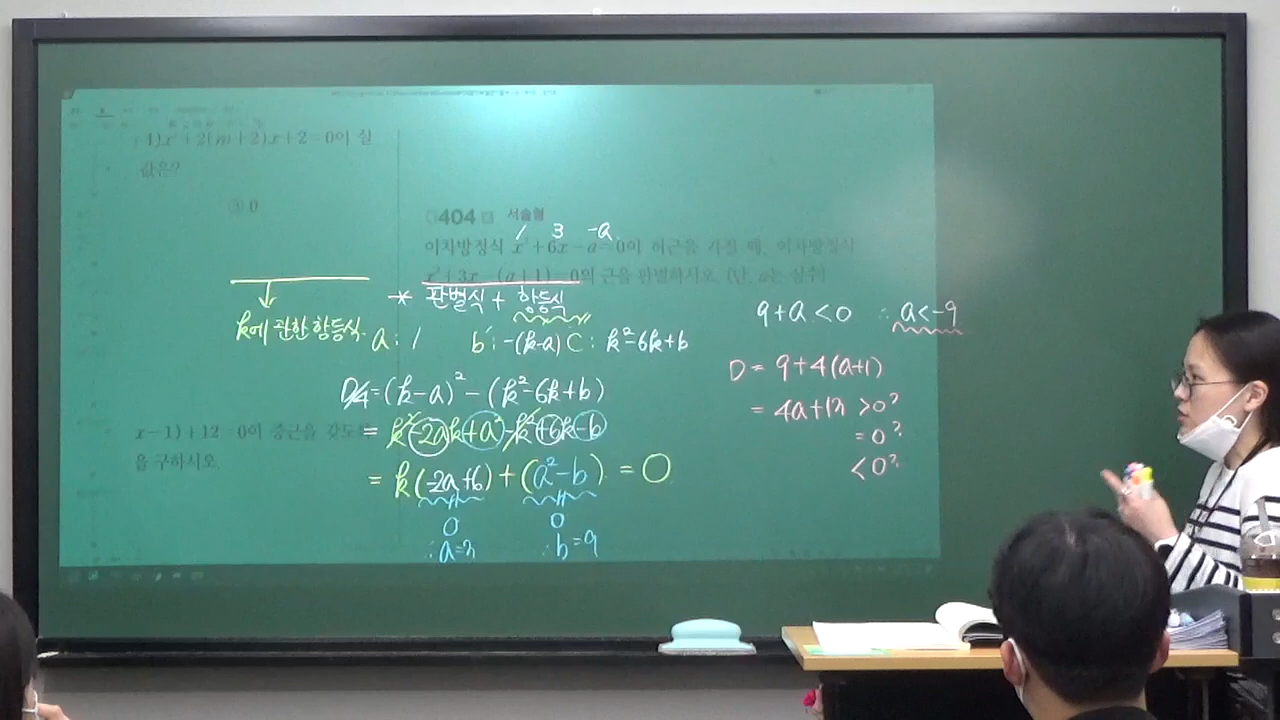 -1)x²+2(m+2)x+2=0이 실
값은?
③ 0
404 서술형
1 3 -a
이차방정식 x²+6x-a=0이 허근을 가질 때, 이차방정식
x²+3x-(a+1)=0의 근을 판별하시오. (단, a는 실수)
* 판별식 + 항등식
k에 관한 항등식.
a: 1 b′: -(k-a) C: k²-6k+b
D/4=(k-a)²-(k²-6k+b)
= k²-2ak+a²-k²+6k-b
= k(-2a+6)+(a²-b) = 0
0 0
∴a=3 ∴b=9
x-1)+12=0이 중근을 갖도록
을 구하시오.
9+a<0 ∴a<-9
D= 9+4(a+1)
= 4a+13 >0?
=0?
<0?